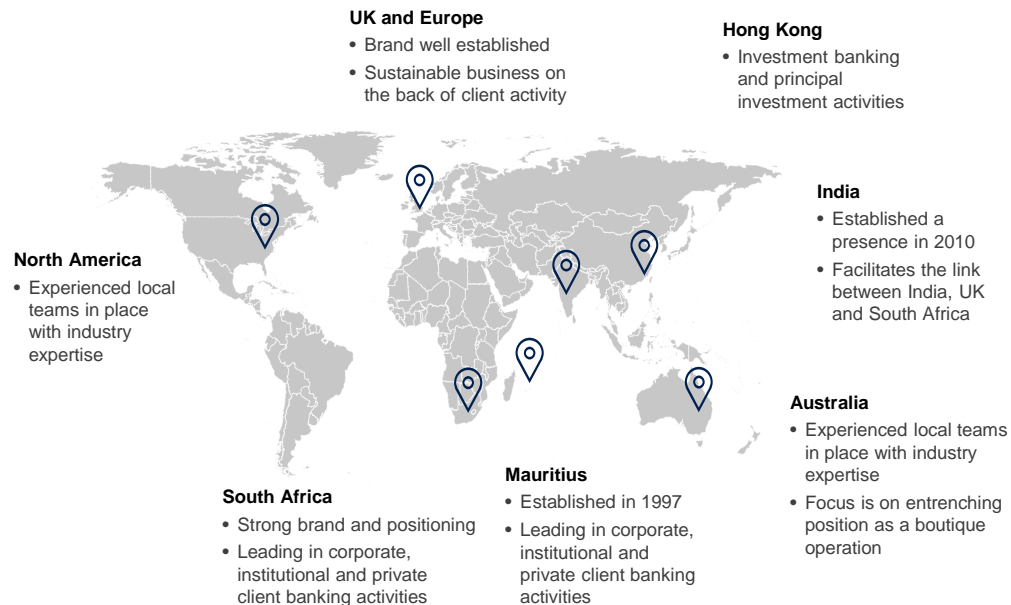 UK and Europe
• Brand well established
• Sustainable business on
the back of client activity
Hong Kong
• Investment banking
and principal
investment activities
India
• Established a
presence in 2010
• Facilitates the link
between India, UK
and South Africa
North America
• Experienced local
teams in place
with industry
expertise
Australia
• Experienced local teams
in place with industry
expertise
• Focus is on entrenching
position as a boutique
operation
South Africa
• Strong brand and positioning
• Leading in corporate,
institutional and private
client banking activities
Mauritius
• Established in 1997
• Leading in corporate,
institutional and
private client banking
activities